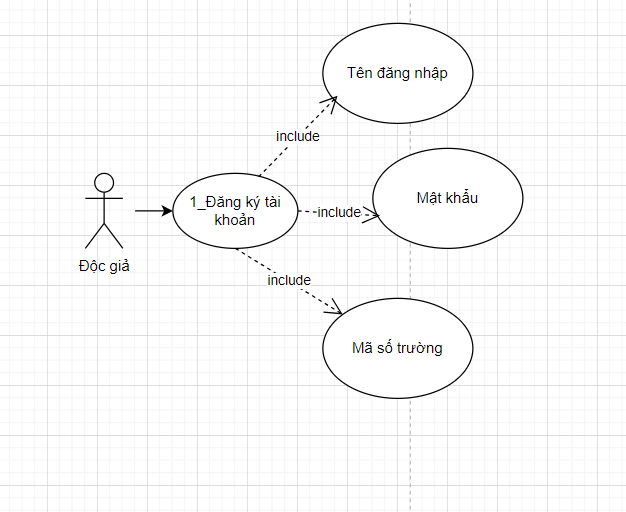 Tên đăng nhập
include
1_Đăng ký tài
khoản
include
Mật khẩu
Độc giả
include
Mã số trường